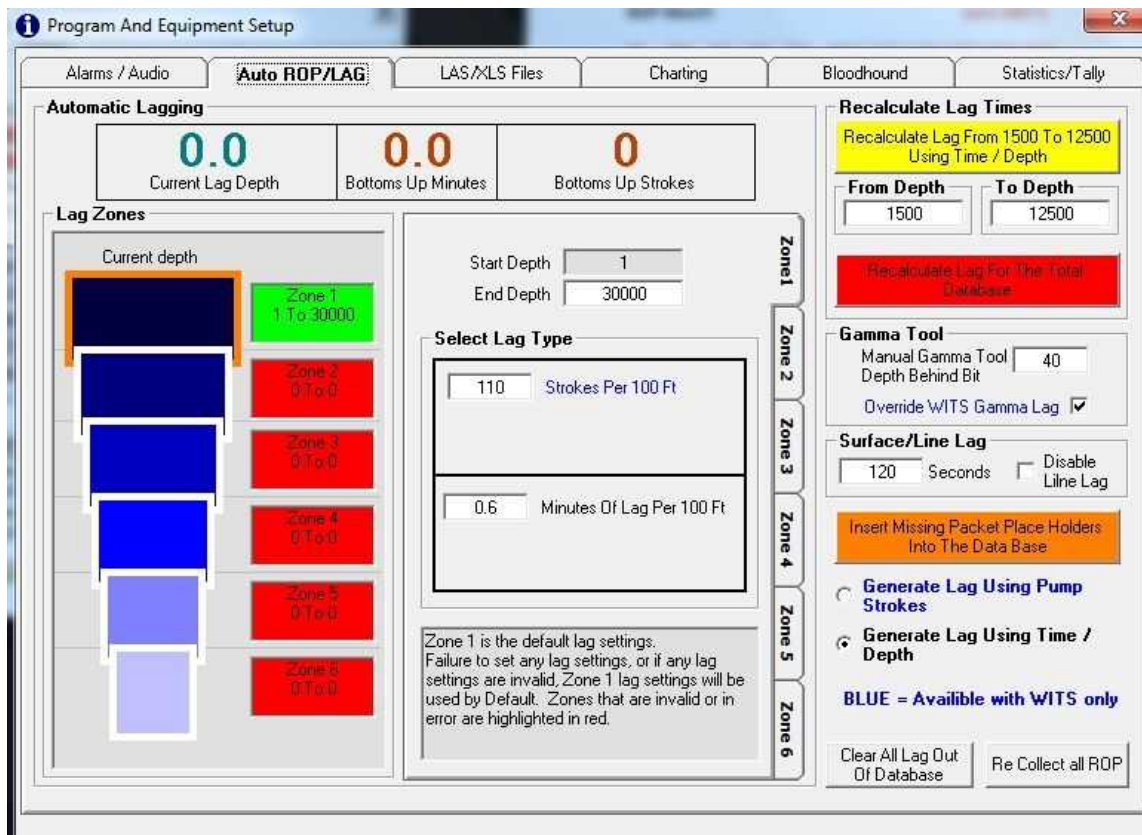 Program And Equipment Setup
Alarms / Audio
Auto ROP/LAG
LAS/XLS Files
Charting
Bloodhound
Statistics/Tally
Automatic Lagging
0.0
Current Lag Depth
0.0
Bottoms Up Minutes
0
Bottoms Up Strokes
Lag Zones
Current depth
Zone 1
1 To 30000
Zone 2
0 To 0
Zone 3
0 To 0
Zone 4
0 To 0
Zone 5
0 To 0
Zone 6
0 To 0
Start Depth 1
End Depth 30000
Select Lag Type
110 Strokes Per 100 Ft
0.6 Minutes Of Lag Per 100 Ft
Zone 1 is the default lag settings.
Failure to set any lag settings, or if any lag
settings are invalid, Zone 1 lag settings will be
used by Default. Zones that are invalid or in
error are highlighted in red.
Zone1
Zone 2
Zone 3
Zone 4
Zone 5
Zone 6
Recalculate Lag Times
Recalculate Lag From 1500 To 12500
Using Time / Depth
From Depth
1500
To Depth
12500
Recalculate Lag For The Total
Database
Gamma Tool
Manual Gamma Tool
Depth Behind Bit
40
Override WITS Gamma Lag
Surface/Line Lag
120 Seconds
Disable
Lilne Lag
Insert Missing Packet Place Holders
Into The Data Base
Generate Lag Using Pump
Strokes
Generate Lag Using Time /
Depth
BLUE = Availible with WITS only
Clear All Lag Out
Of Database
Re Collect all ROP